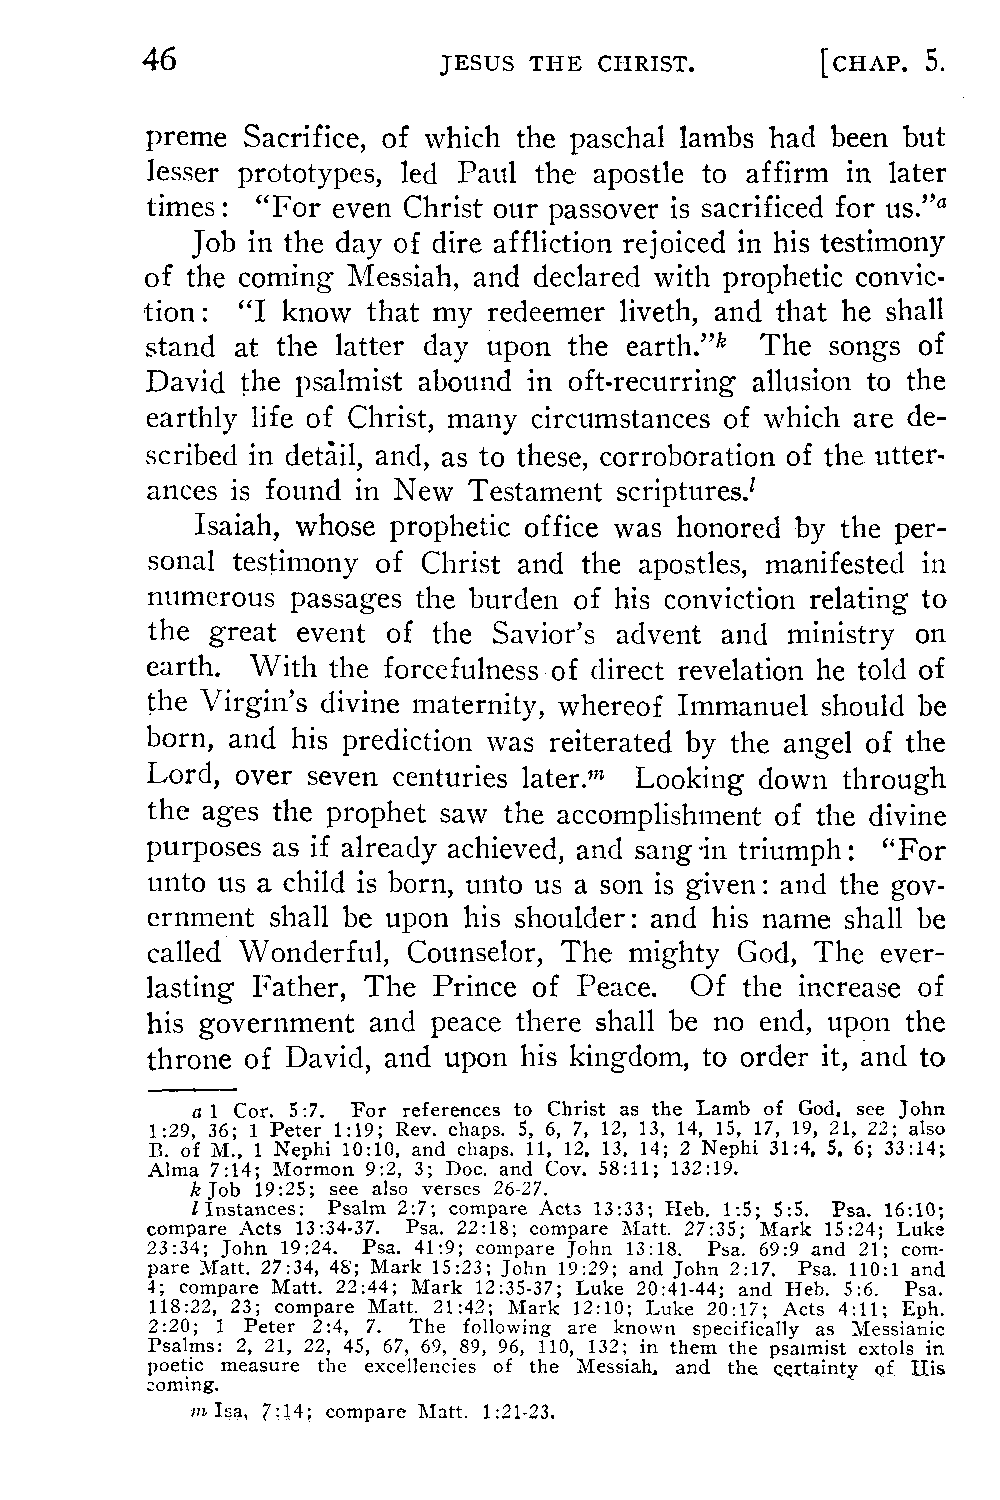 46 JESUS THE CHRIST. [CHAP. 5.
preme Sacrifice, of which the paschal lambs had been but
lesser prototypes, led Paul the apostle to affirm in later
times: “For even Christ our passover is sacrificed for us.”a
Job in the day of dire affliction rejoiced in his testimony
of the coming Messiah, and declared with prophetic convic-
tion: “I know that my redeemer liveth, and that he shall
stand at the latter day upon the earth.”k The songs of
David the psalmist abound in oft-recurring allusion to the
earthly life of Christ, many circumstances of which are de-
scribed in detail, and, as to these, corroboration of the utter-
ances is found in New Testament scriptures.l
Isaiah, whose prophetic office was honored by the per-
sonal testimony of Christ and the apostles, manifested in
numerous passages the burden of his conviction relating to
the great event of the Savior’s advent and ministry on
earth. With the forcefulness of direct revelation he told of
the Virgin’s divine maternity, whereof Immanuel should be
born, and his prediction was reiterated by the angel of the
Lord, over seven centuries later.m Looking down through
the ages the prophet saw the accomplishment of the divine
purposes as if already achieved, and sang in triumph: “For
unto us a child is born, unto us a son is given: and the gov-
ernment shall be upon his shoulder: and his name shall be
called Wonderful, Counselor, The mighty God, The ever-
lasting Father, The Prince of Peace. Of the increase of
his government and peace there shall be no end, upon the
throne of David, and upon his kingdom, to order it, and to
a 1 Cor. 5:7. For references to Christ as the Lamb of God, see John
1:29, 36; 1 Peter 1:19; Rev. chaps. 5, 6, 7, 12, 13, 14, 15, 17, 19, 21, 22; also
B. of M., 1 Nephi 10:10, and chaps. 11, 12, 13, 14; 2 Nephi 31:4, 5, 6; 33:14;
Alma 7:14; Mormon 9:2, 3; Doc. and Cov. 58:11; 132:19.
k Job 19:25; see also verses 26-27.
l Instances: Psalm 2:7; compare Acts 13:33; Heb. 1:5; 5:5. Psa. 16:10;
compare Acts 13:34-37. Psa. 22:18; compare Matt. 27:35; Mark 15:24; Luke
23:34; John 19:24. Psa. 41:9; compare John 13:18. Psa. 69:9 and 21; com-
pare Matt. 27:34, 48; Mark 15:23; John 19:29; and John 2:17. Psa. 110:1 and
4; compare Matt. 22:44; Mark 12:35-37; Luke 20:41-44; and Heb. 5:6. Psa.
118:22, 23; compare Matt. 21:42; Mark 12:10; Luke 20:17; Acts 4:11; Eph.
2:20; 1 Peter 2:4, 7. The following are known specifically as Messianic
Psalms: 2, 21, 22, 45, 67, 69, 89, 96, 110, 132; in them the psalmist extols in
poetic measure the excellencies of the Messiah, and the certainty of His
coming.
m Isa, 7:14; compare Matt. 1:21-23.